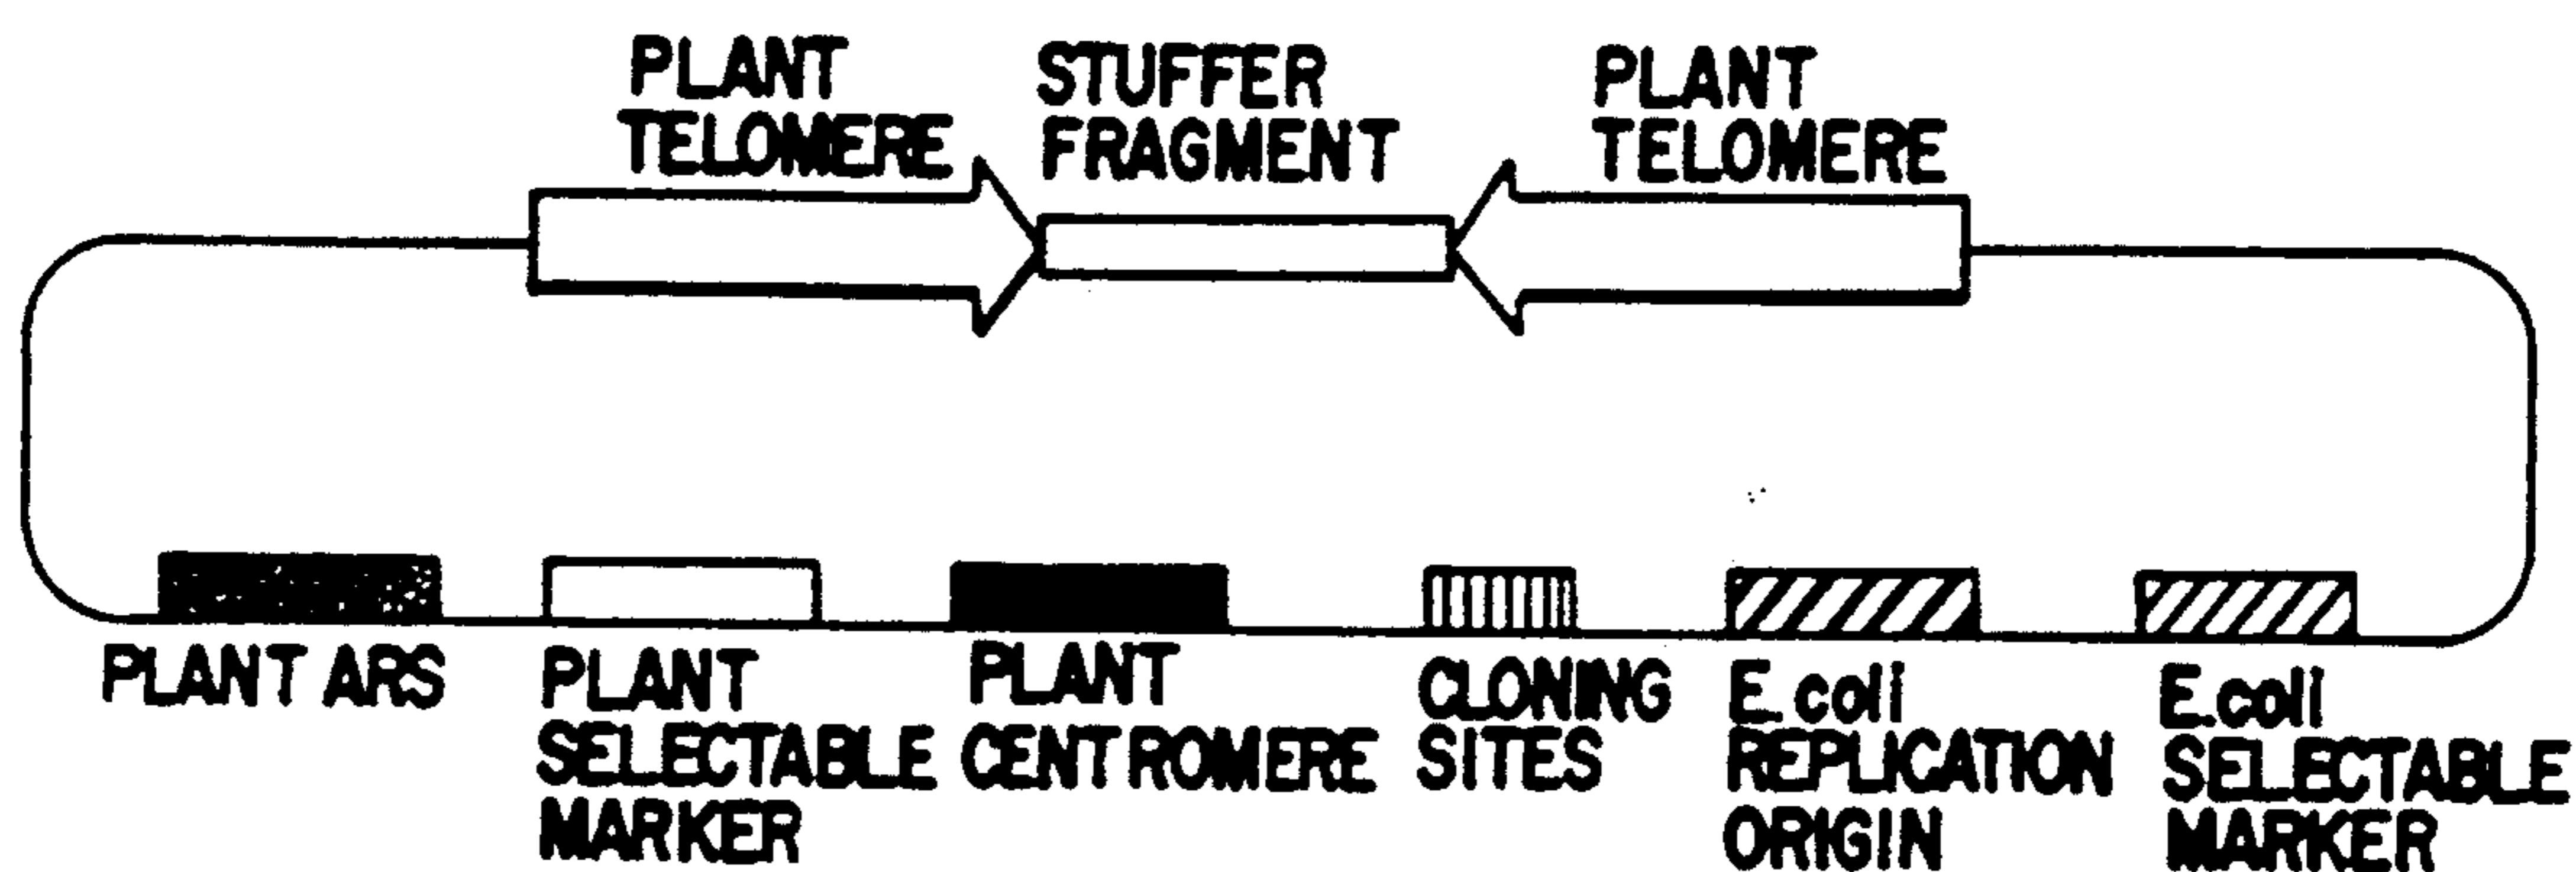 PLANT
TELOMERE
STUFFER
FRAGMENT
PLANT
TELOMERE
PLANT ARS
PLANT
SELECTABLE
MARKER
PLANT
CENTROMERE
CLONING
SITES
E. coli
REPLICATION
ORIGIN
E. coli
SELECTABLE
MARKER